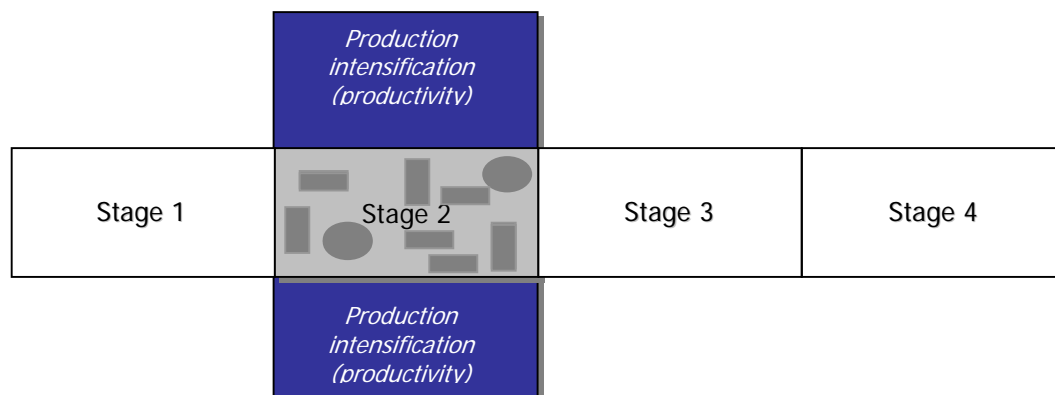 Production
intensification
(productivity)
Stage 1
Stage 2
Stage 3
Stage 4
Production
intensification
(productivity)